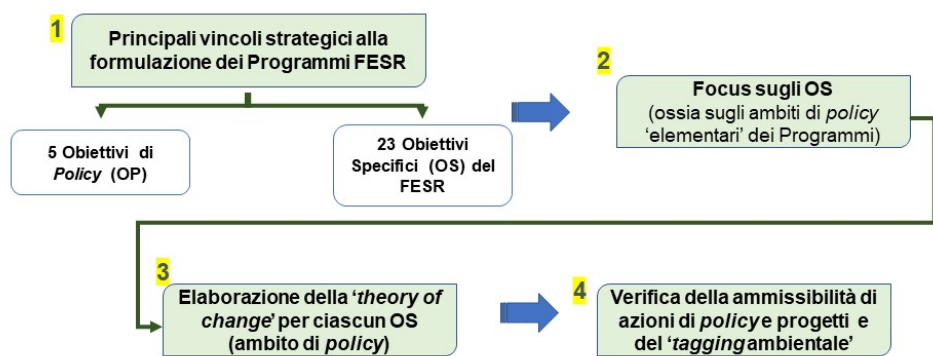 1
Principali vincoli strategici alla
formulazione dei Programmi FESR
5 Obiettivi di
Policy (OP)
23 Obiettivi
Specifici (OS) del
FESR
2
Focus sugli OS
(ossia sugli ambiti di policy
'elementari' dei Programmi)
3
Elaborazione della 'theory of
change' per ciascun OS
(ambito di policy)
4
Verifica della ammissibilità di
azioni di policy e progetti e
del 'tagging ambientale'